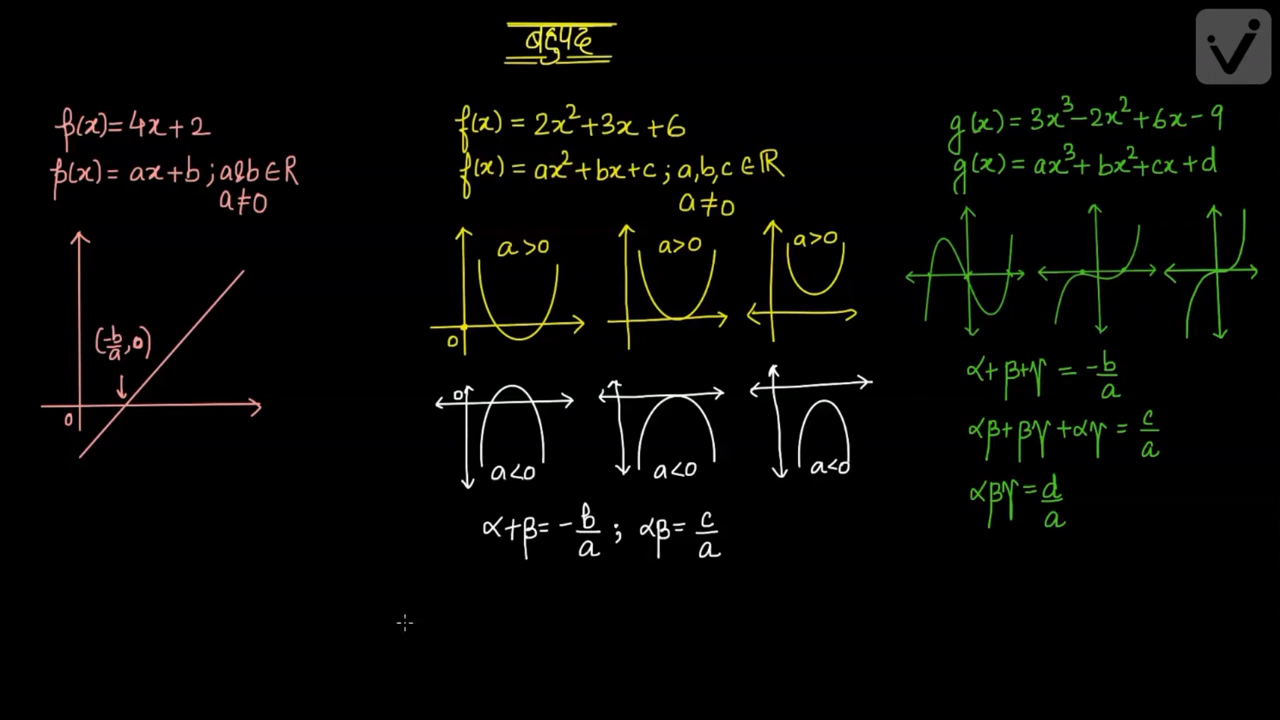 बहुपद
p(x) = 4x + 2
p(x) = ax + b ; a&b ∈ R
a ≠ 0
(-b/a, 0)
0
f(x) = 2x² + 3x + 6
f(x) = ax² + bx + c ; a, b, c ∈ R
a ≠ 0
a > 0
a > 0
a > 0
0
0
a < 0
a < 0
a < 0
α + β = -b/a ; αβ = c/a
g(x) = 3x³ - 2x² + 6x - 9
g(x) = ax³ + bx² + cx + d
α + β + γ = -b/a
αβ + βγ + αγ = c/a
αβγ = d/a